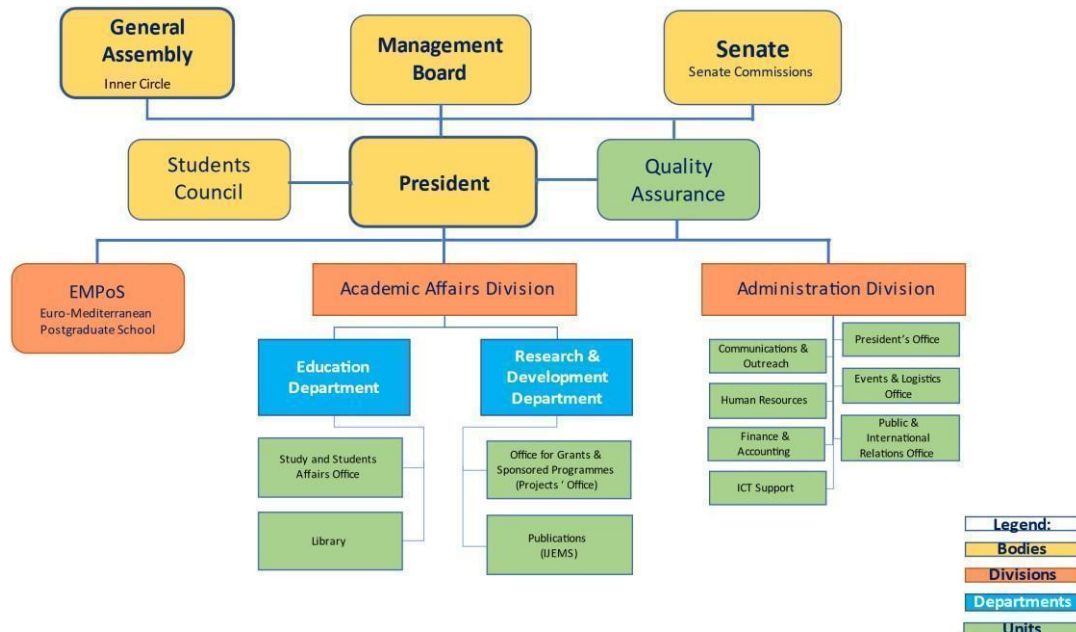 General
Assembly
Inner Circle
Management
Board
Senate
Senate Commissions
Students
Council
President
Quality
Assurance
EMPoS
Euro-Mediterranean
Postgraduate School
Academic Affairs Division
Administration Division
Education
Department
Research &
Development
Department
Study and Students
Affairs Office
Library
Office for Grants &
Sponsored Programmes
(Projects ‘ Office)
Publications
(IJEMS)
Communications &
Outreach
Human Resources
Finance &
Accounting
ICT Support
President’s Office
Events & Logistics
Office
Public &
International
Relations Office
Legend:
Bodies
Divisions
Departments
Units